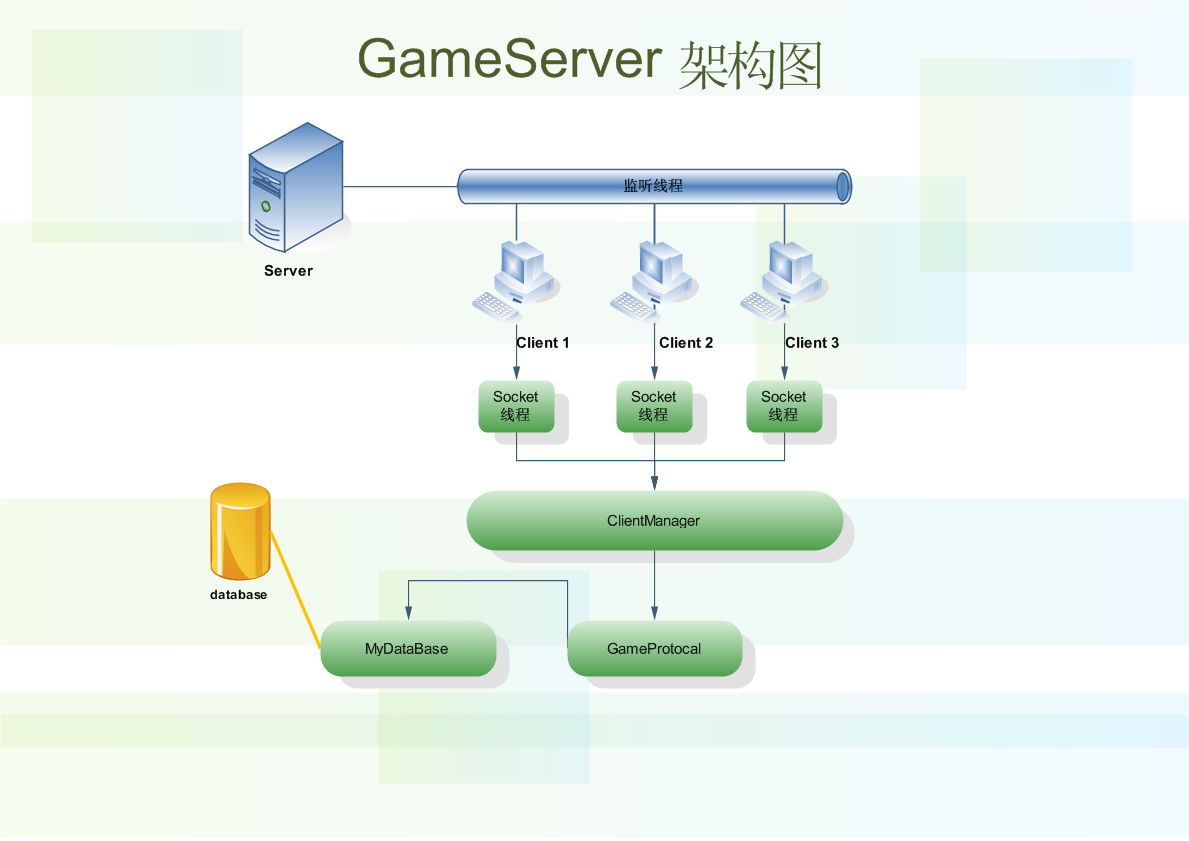 GameServer 架构图
监听线程
Server
Client 1
Client 2
Client 3
Socket
线程
Socket
线程
Socket
线程
ClientManager
database
MyDataBase
GameProtocal